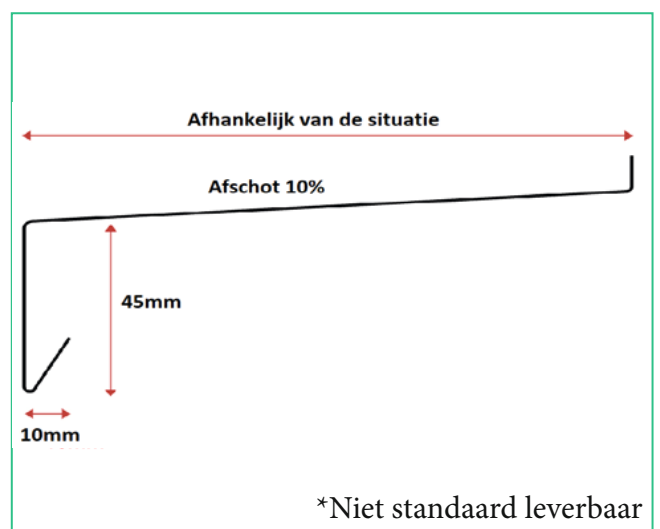 Afhankelijk van de situatie
Afschot 10%
45mm
10mm
*Niet standaard leverbaar